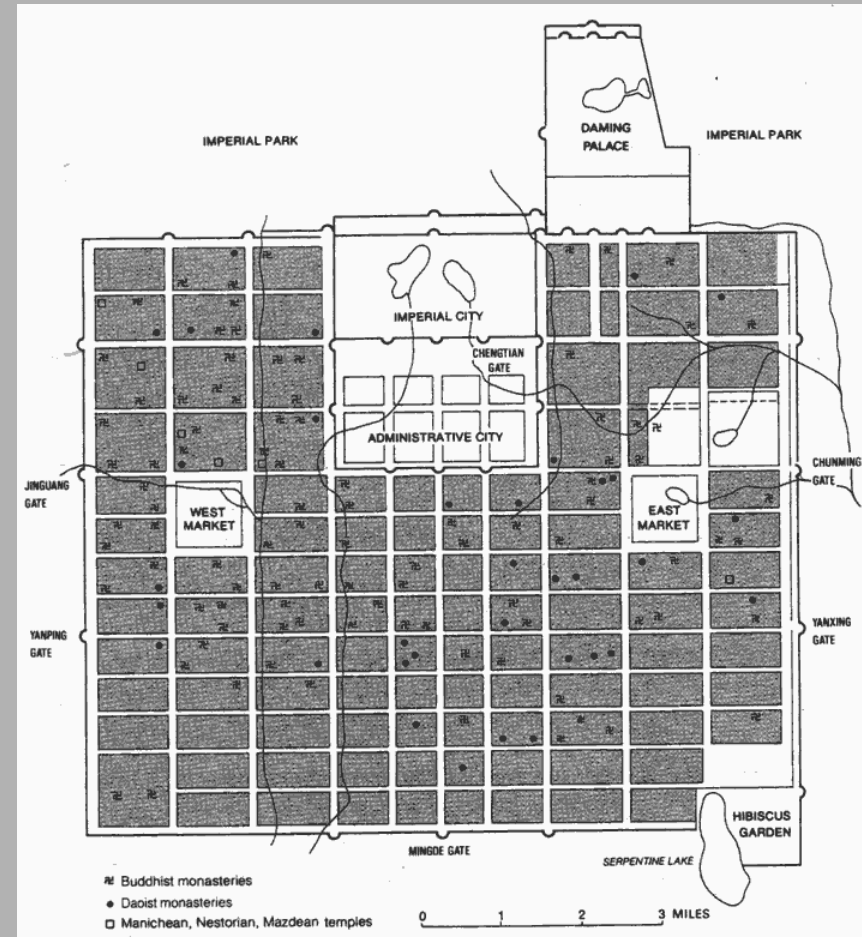 IMPERIAL PARK
DAMING
PALACE
IMPERIAL PARK
IMPERIAL CITY
CHENGTIAN
GATE
ADMINISTRATIVE CITY
JINGUANG
GATE
WEST
MARKET
EAST
MARKET
CHUNMING
GATE
YANPING
GATE
YANXING
GATE
HIBISCUS
GARDEN
MINGDE GATE
SERPENTINE LAKE
卐 Buddhist monasteries
● Daoist monasteries
□ Manichean, Nestorian, Mazdean temples
0 1 2 3 MILES